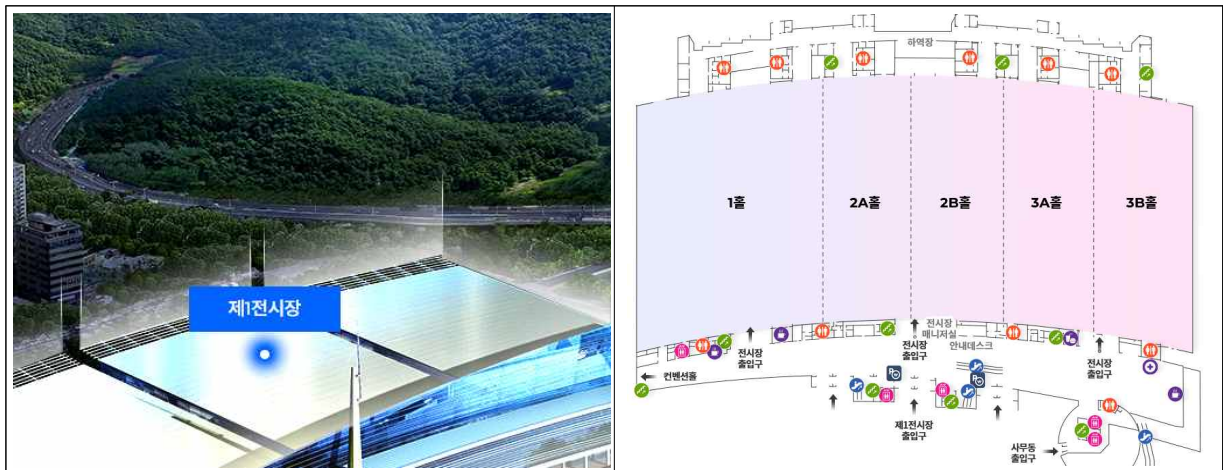 제1전시장
하역장
1홀
2A홀
2B홀
3A홀
3B홀
전시장
매니저실
안내데스크
전시장
출입구
전시장
출입구
전시장
출입구
컨벤션홀
제1전시장
출입구
사무동
출입구